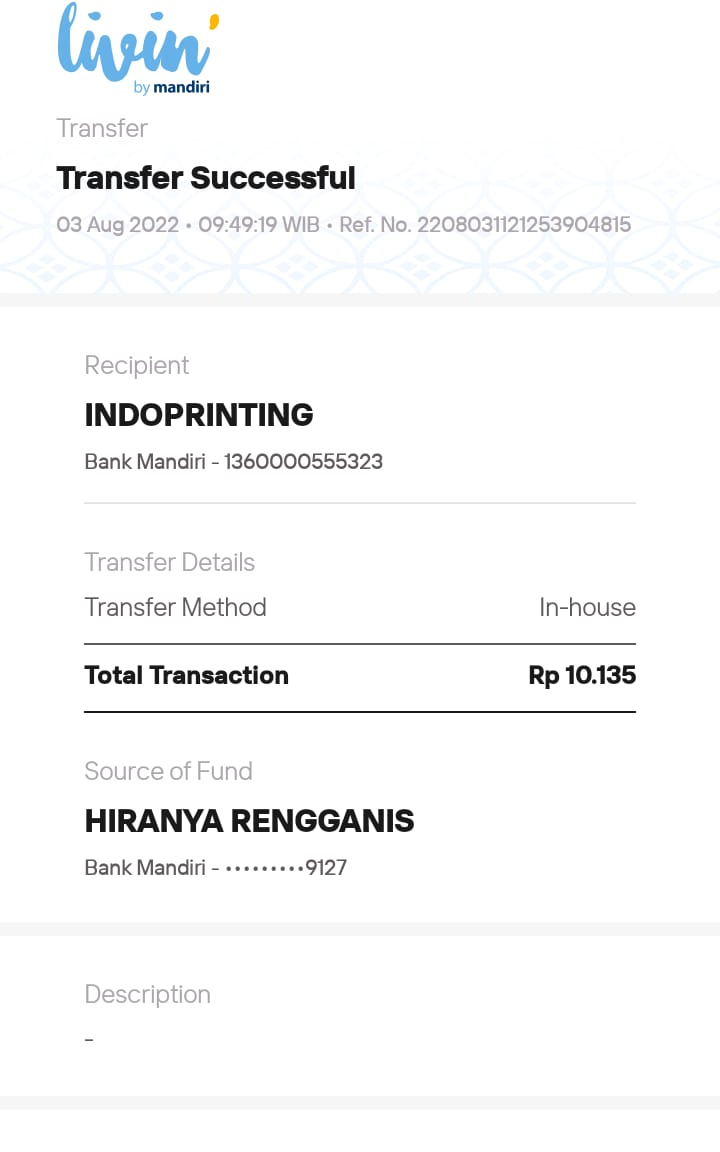 livin'
by mandiri
Transfer
Transfer Successful
03 Aug 2022 • 09:49:19 WIB • Ref. No. 2208031121253904815
Recipient
INDOPRINTING
Bank Mandiri - 1360000555323
Transfer Details
Transfer Method In-house
Total Transaction Rp 10.135
Source of Fund
HIRANYA RENGGANIS
Bank Mandiri - •••••••••9127
Description
-